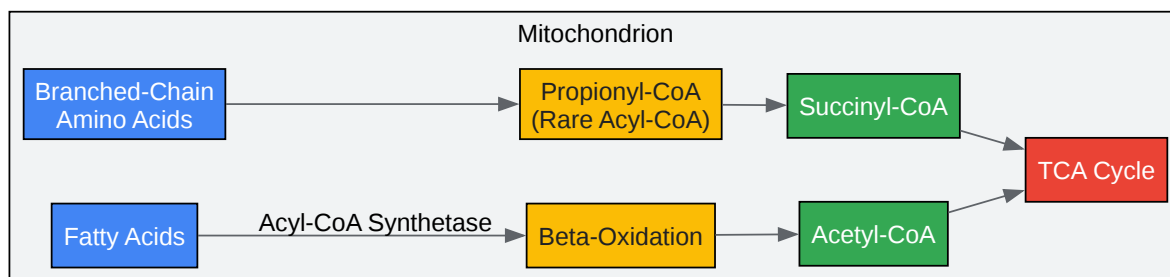 Mitochondrion
Branched-Chain
Amino Acids
Propionyl-CoA
(Rare Acyl-CoA)
Succinyl-CoA
TCA Cycle
Fatty Acids
Acyl-CoA Synthetase
Beta-Oxidation
Acetyl-CoA